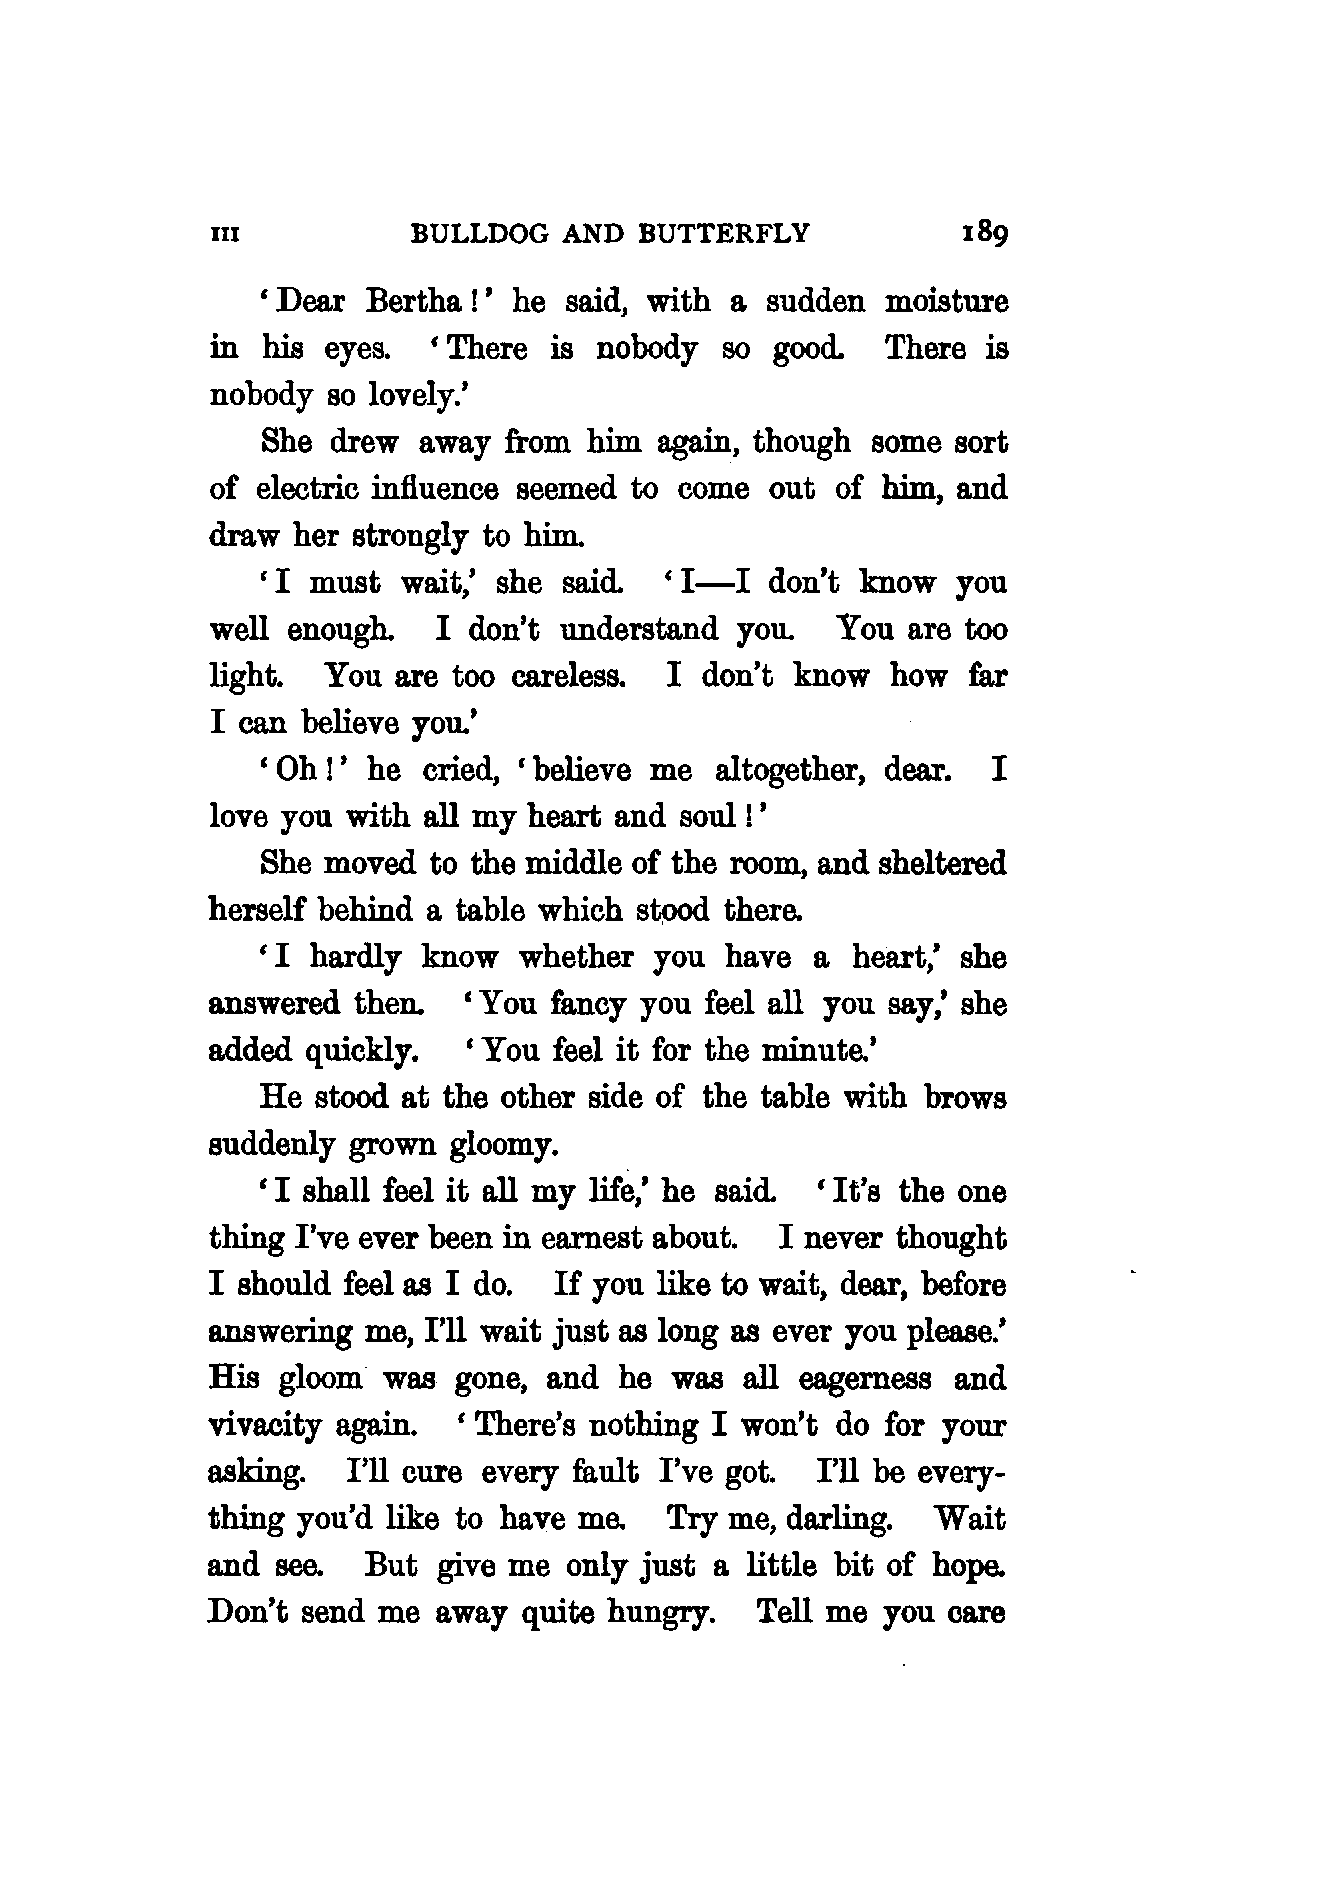 III BULLDOG AND BUTTERFLY 189
‘Dear Bertha!’ he said, with a sudden moisture
in his eyes. ‘There is nobody so good. There is
nobody so lovely.’
She drew away from him again, though some sort
of electric influence seemed to come out of him, and
draw her strongly to him.
‘I must wait,’ she said. ‘I—I don’t know you
well enough. I don’t understand you. You are too
light. You are too careless. I don’t know how far
I can believe you.’
‘Oh!’ he cried, ‘believe me altogether, dear. I
love you with all my heart and soul!’
She moved to the middle of the room, and sheltered
herself behind a table which stood there.
‘I hardly know whether you have a heart,’ she
answered then. ‘You fancy you feel all you say,’ she
added quickly. ‘You feel it for the minute.’
He stood at the other side of the table with brows
suddenly grown gloomy.
‘I shall feel it all my life,’ he said. ‘It’s the one
thing I’ve ever been in earnest about. I never thought
I should feel as I do. If you like to wait, dear, before
answering me, I’ll wait just as long as ever you please.’
His gloom was gone, and he was all eagerness and
vivacity again. ‘There’s nothing I won’t do for your
asking. I’ll cure every fault I’ve got. I’ll be every-
thing you’d like to have me. Try me, darling. Wait
and see. But give me only just a little bit of hope.
Don’t send me away quite hungry. Tell me you care